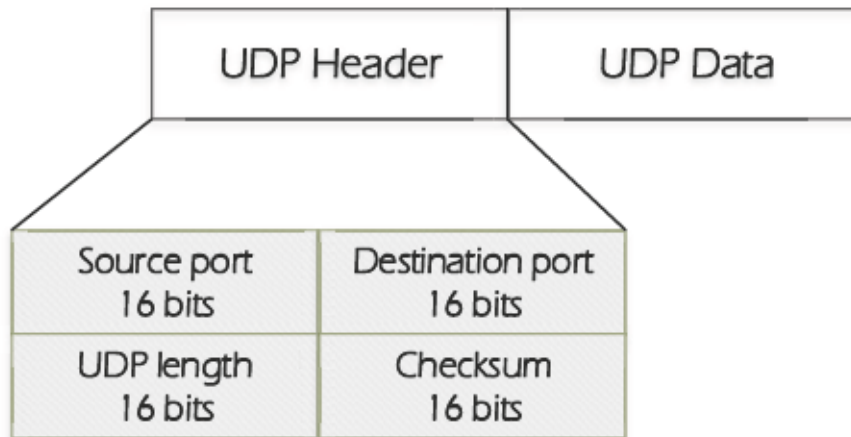 UDP Header
UDP Data
Source port
16 bits
Destination port
16 bits
UDP length
16 bits
Checksum
16 bits